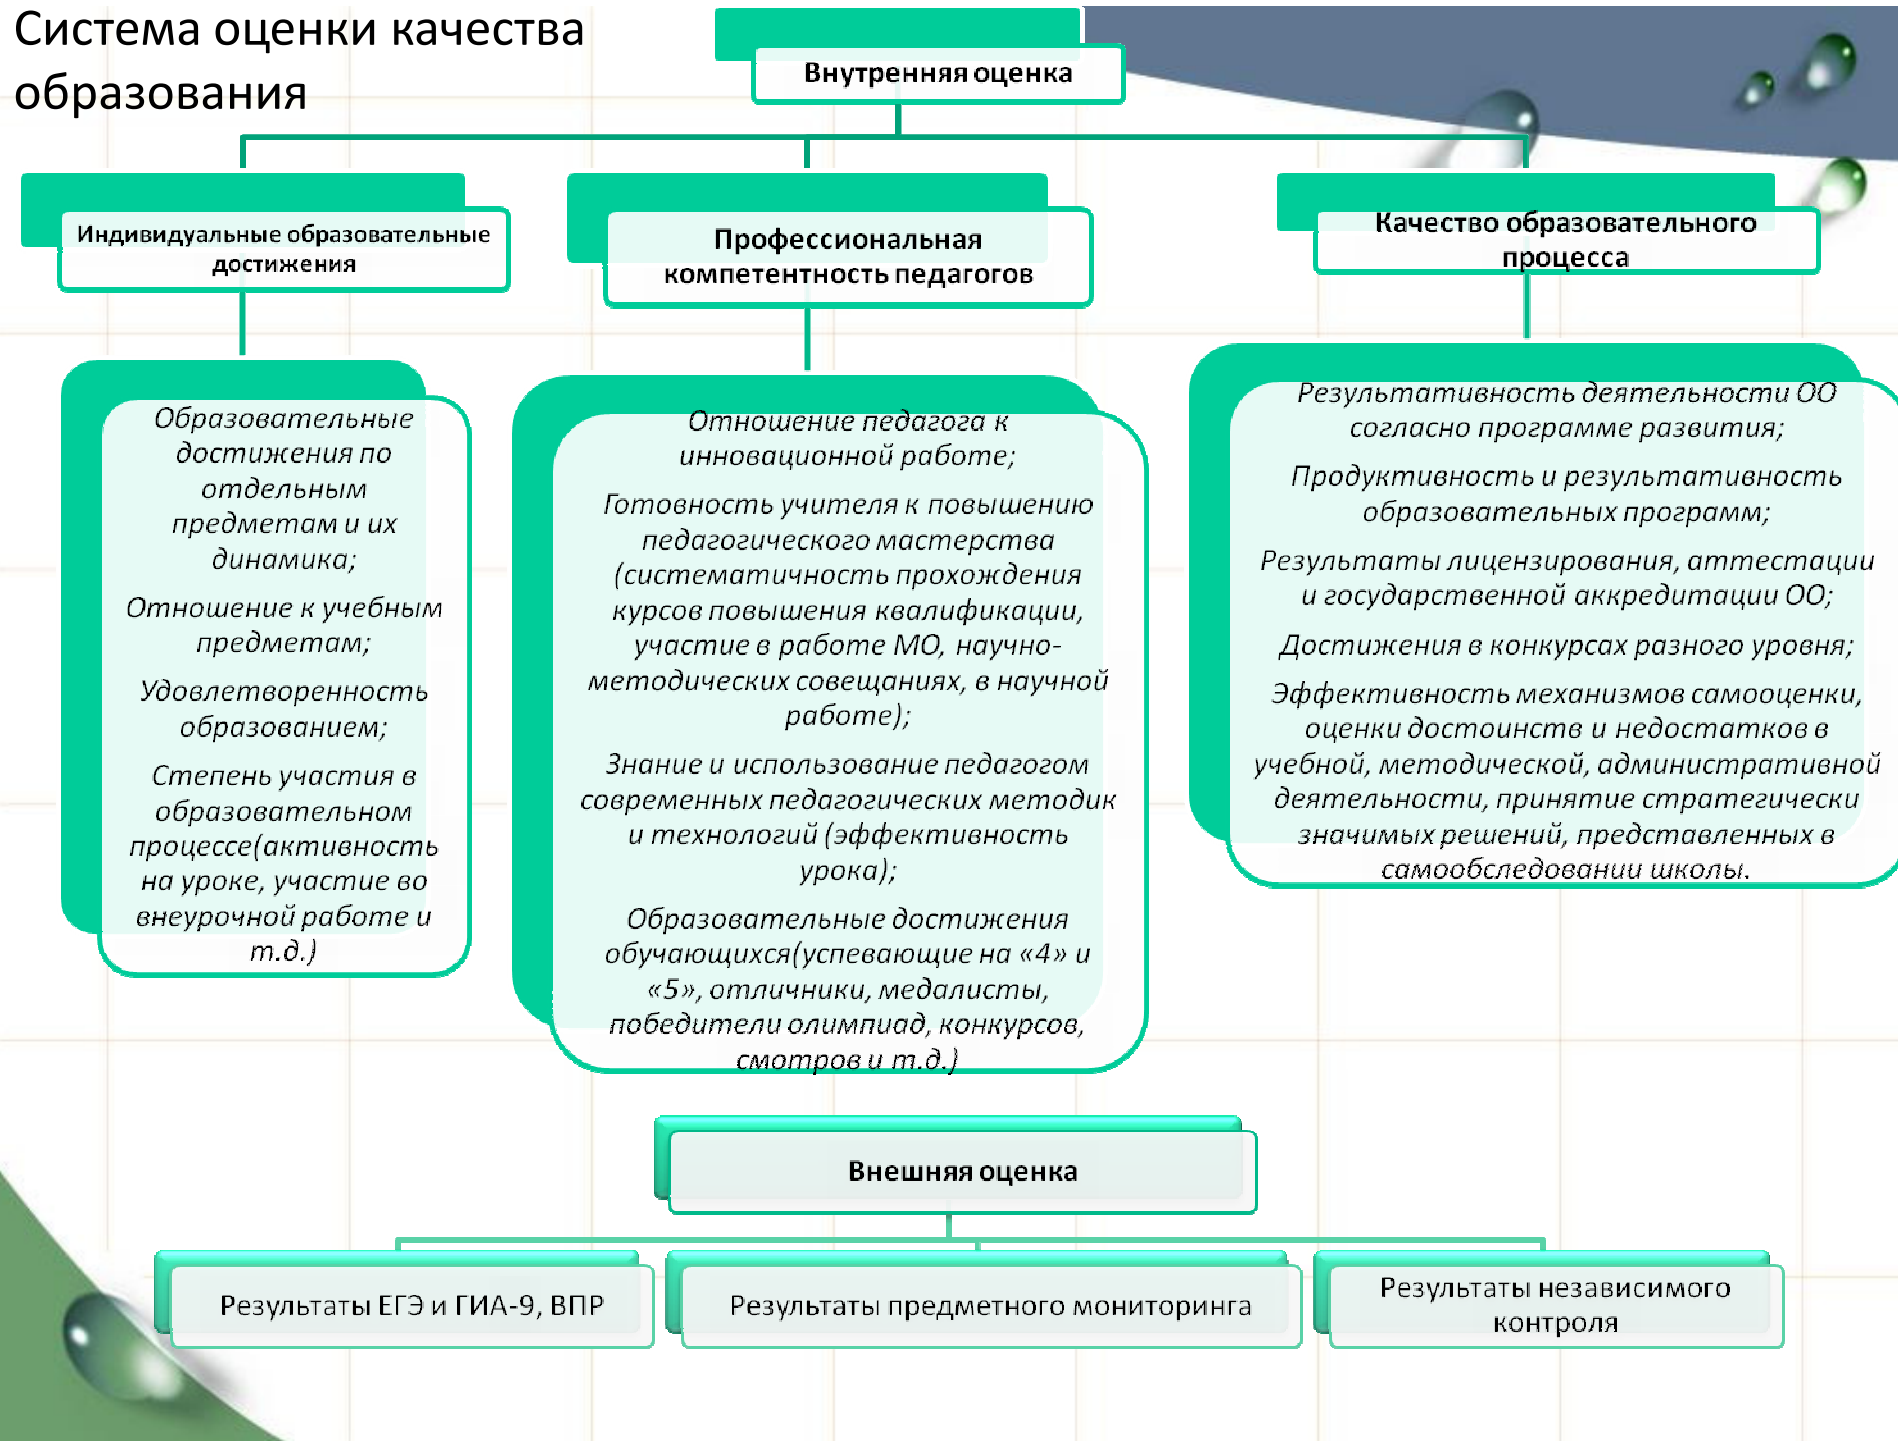 Система оценки качества
образования
Внутренняя оценка
Индивидуальные образовательные
достижения
Профессиональная
компетентность педагогов
Качество образовательного
процесса
Образовательные
достижения по
отдельным
предметам и их
динамика;
Отношение к учебным
предметам;
Удовлетворенность
образованием;
Степень участия в
образовательном
процессе(активность
на уроке, участие во
внеурочной работе и
т.д.)
Отношение педагога к
инновационной работе;
Готовность учителя к повышению
педагогического мастерства
(систематичность прохождения
курсов повышения квалификации,
участие в работе МО, научно-
методических совещаниях, в научной
работе);
Знание и использование педагогом
современных педагогических методик
и технологий (эффективность
урока);
Образовательные достижения
обучающихся(успевающие на «4» и
«5», отличники, медалисты,
победители олимпиад, конкурсов,
смотров и т.д.)
Результативность деятельности ОО
согласно программе развития;
Продуктивность и результативность
образовательных программ;
Результаты лицензирования, аттестации
и государственной аккредитации ОО;
Достижения в конкурсах разного уровня;
Эффективность механизмов самооценки,
оценки достоинств и недостатков в
учебной, методической, административной
деятельности, принятие стратегически
значимых решений, представленных в
самообследовании школы.
Внешняя оценка
Результаты ЕГЭ и ГИА-9, ВПР
Результаты предметного мониторинга
Результаты независимого
контроля